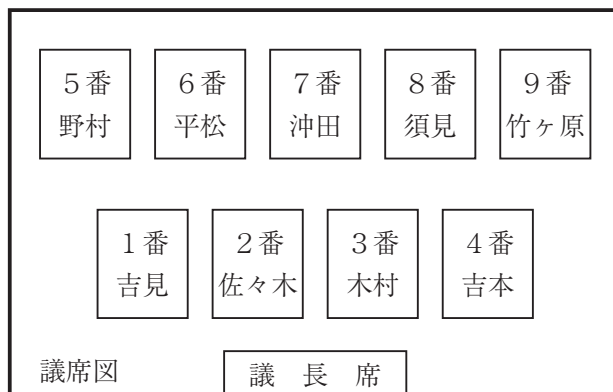 ５番 ６番 ７番 ８番 ９番
野村 平松 沖田 須見 竹ヶ原
１番 ２番 ３番 ４番
吉見 佐々木 木村 吉本
議席図 議長席